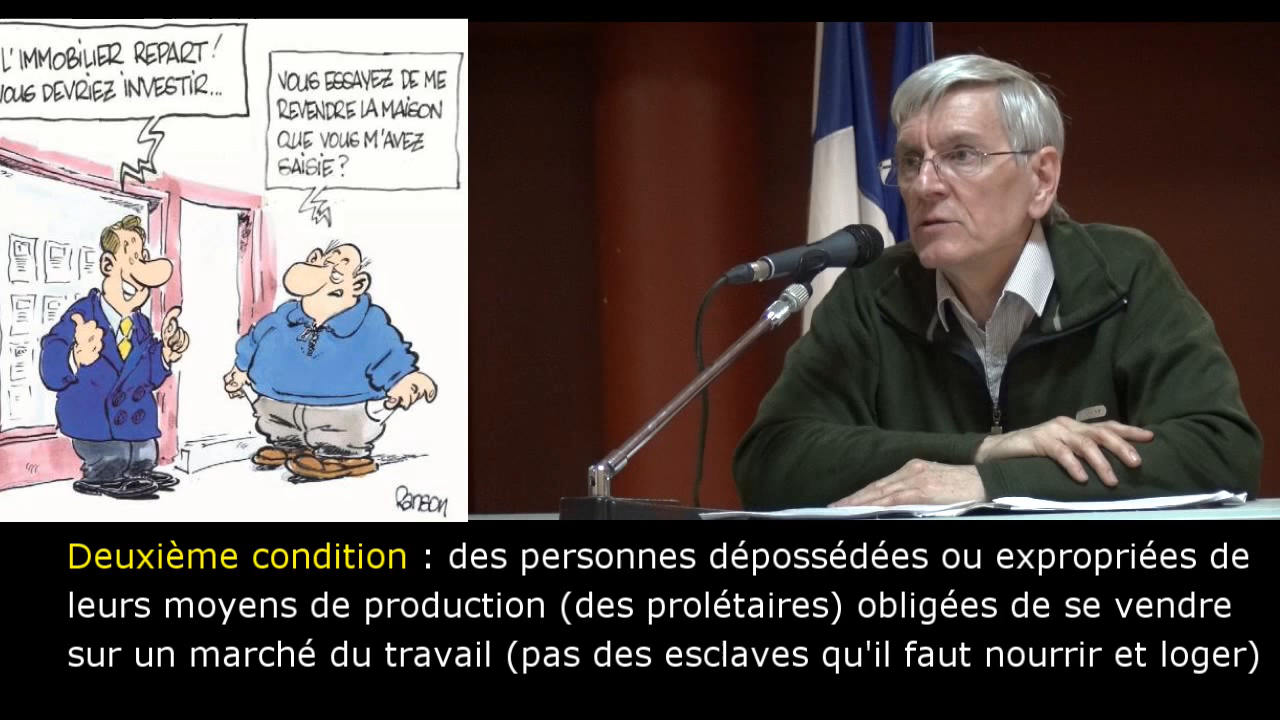 L'IMMOBILIER REPART!
VOUS DEVRIEZ INVESTIR...
VOUS ESSAYEZ DE ME
REVENDRE LA MAISON
QUE VOUS M'AVEZ
SAISIE?
Ranson
Deuxième condition : des personnes dépossédées ou expropriées de
leurs moyens de production (des prolétaires) obligées de se vendre
sur un marché du travail (pas des esclaves qu'il faut nourrir et loger)